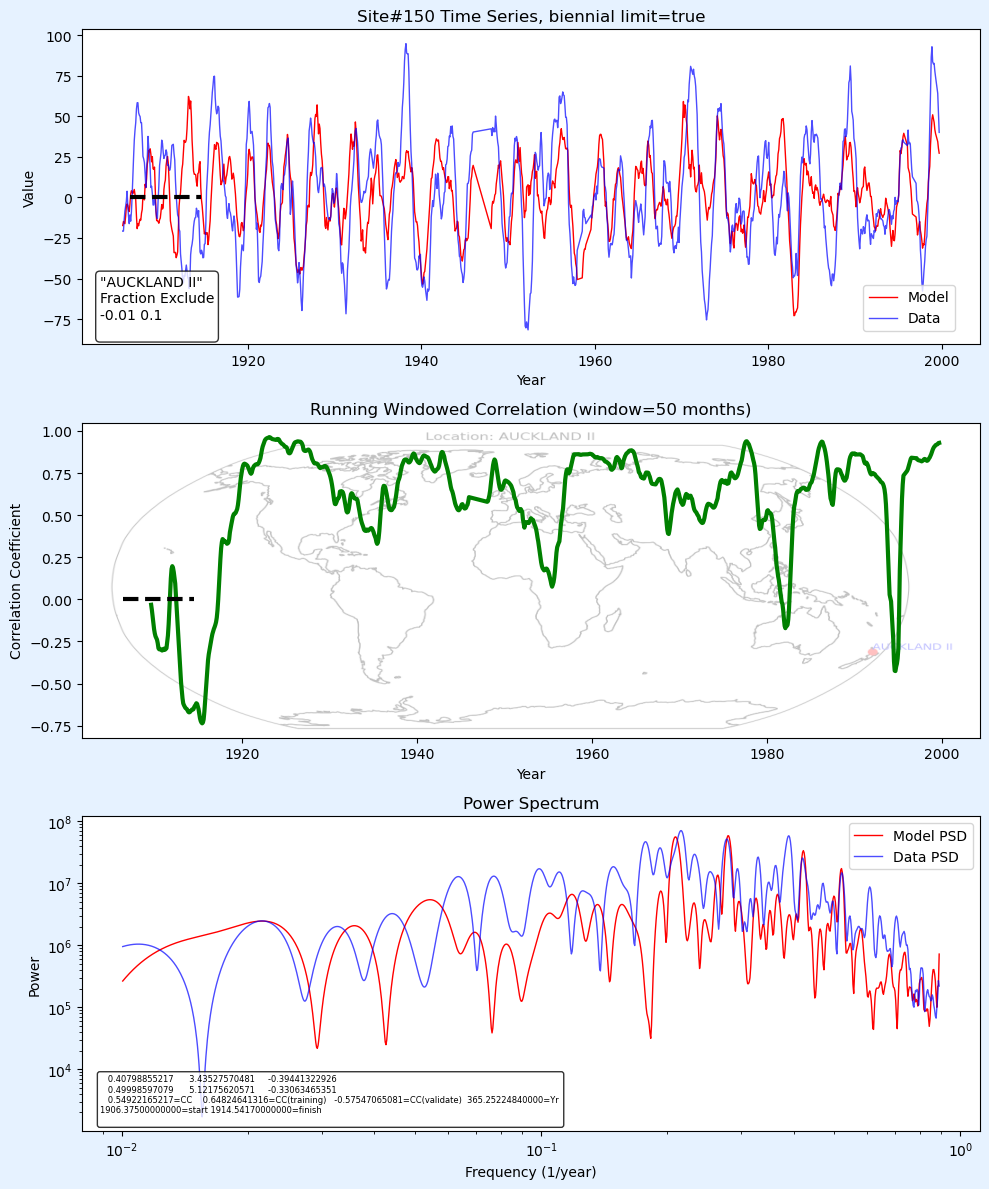 Site#150 Time Series, biennial limit=true
100
75
50
25
0
−25
−50
−75
Value
"AUCKLAND II"
Fraction Exclude
-0.01 0.1
Model
Data
1920
1940
1960
1980
2000
Year
Running Windowed Correlation (window=50 months)
Location: AUCKLAND II
1.00
0.75
0.50
0.25
0.00
−0.25
−0.50
−0.75
Correlation Coefficient
AUCKLAND II
1920
1940
1960
1980
2000
Year
Power Spectrum
10^8
10^7
10^6
10^5
10^4
Power
Model PSD
Data PSD
0.40798855217 3.43527570481 -0.39441322926
0.49998597079 5.12175620571 -0.33063465351
0.54922165217=CC 0.64824641316=CC(training) -0.57547065081=CC(validate) 365.25224840000=Yr
1906.37500000000=start 1914.54170000000=finish
10^−2
10^−1
10^0
Frequency (1/year)